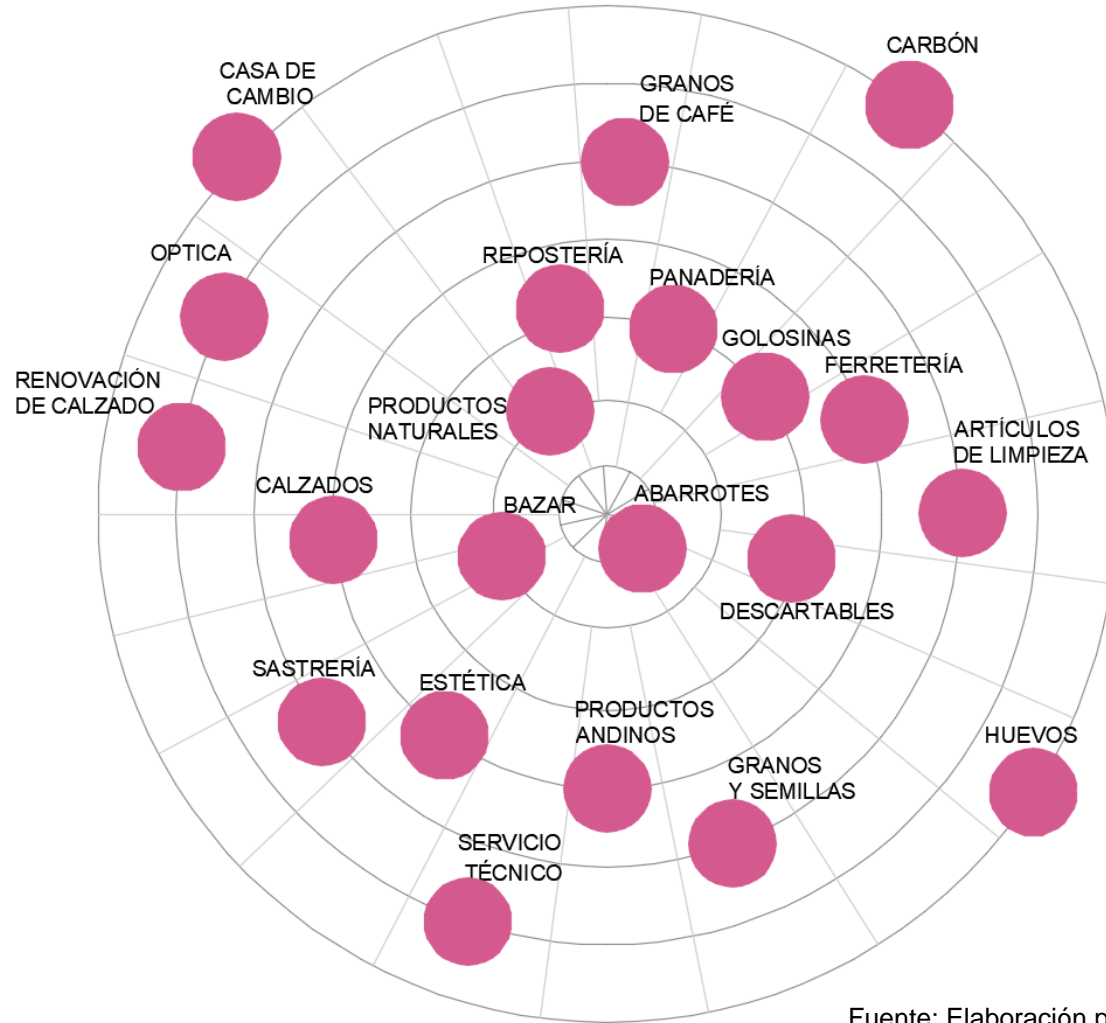 CARBÓN
CASA DE
CAMBIO
GRANOS
DE CAFÉ
OPTICA
REPOSTERÍA
PANADERÍA
GOLOSINAS
FERRETERÍA
RENOVACIÓN
DE CALZADO
PRODUCTOS
NATURALES
ARTÍCULOS
DE LIMPIEZA
CALZADOS
BAZAR
ABARROTES
DESCARTABLES
SASTRERÍA
ESTÉTICA
PRODUCTOS
ANDINOS
HUEVOS
GRANOS
Y SEMILLAS
SERVICIO
TÉCNICO
Fuente: Elaboración p